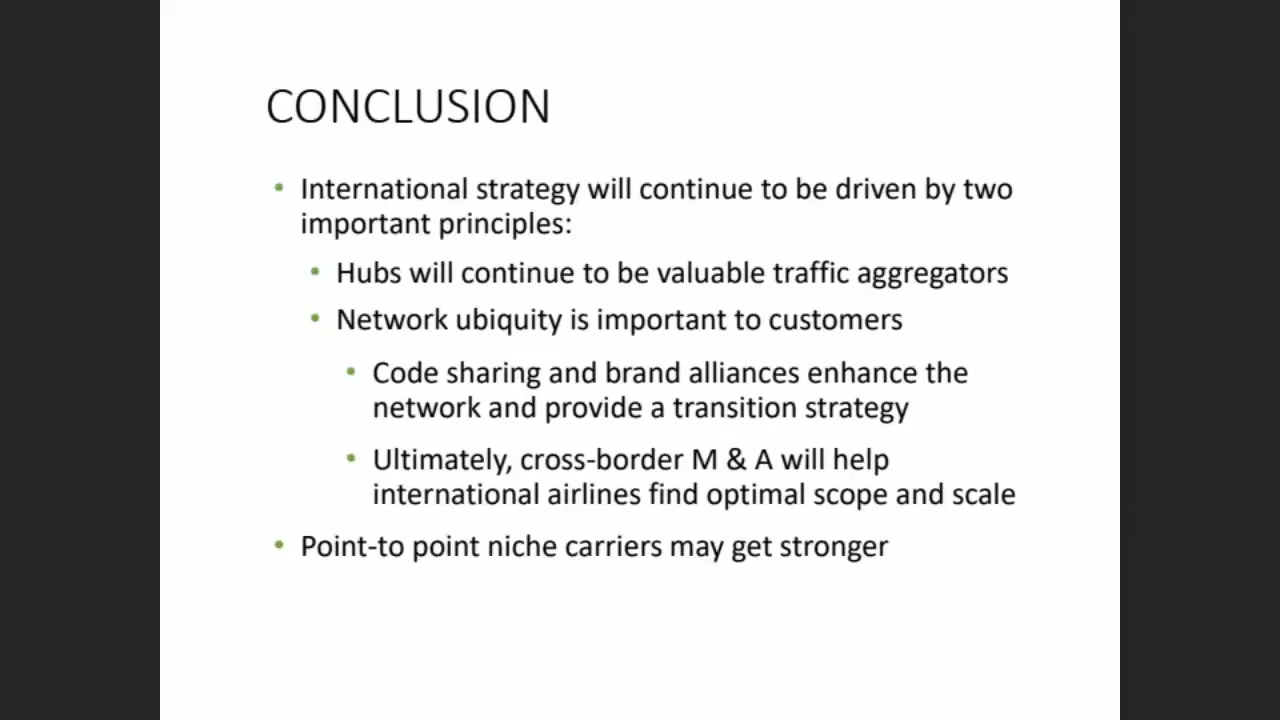 CONCLUSION
• International strategy will continue to be driven by two
important principles:
• Hubs will continue to be valuable traffic aggregators
• Network ubiquity is important to customers
• Code sharing and brand alliances enhance the
network and provide a transition strategy
• Ultimately, cross-border M & A will help
international airlines find optimal scope and scale
• Point-to point niche carriers may get stronger